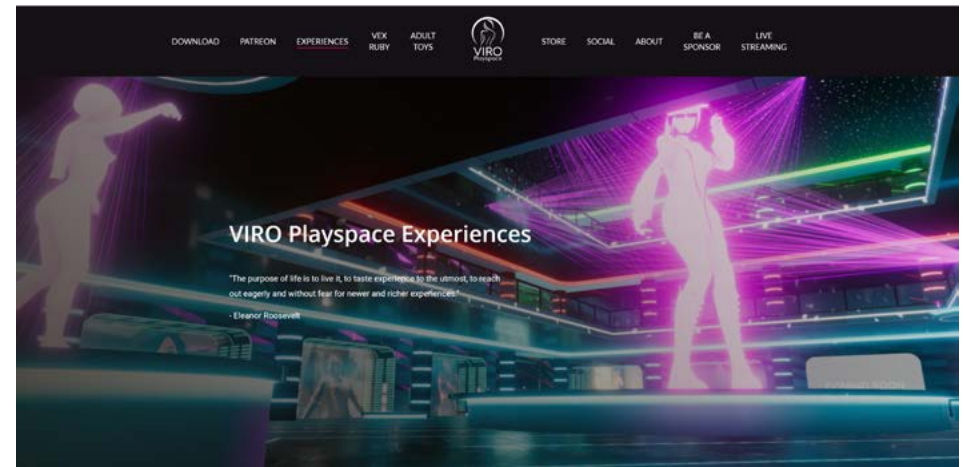 DOWNLOAD
PATREON
EXPERIENCES
VEX
RUBY
ADULT
TOYS
VIRO
Playspace
STORE
SOCIAL
ABOUT
BE A
SPONSOR
LIVE
STREAMING
VIRO Playspace Experiences
"The purpose of life is to live it, to taste experience to the utmost, to reach
out eagerly and without fear for newer and richer experiences."
- Eleanor Roosevelt